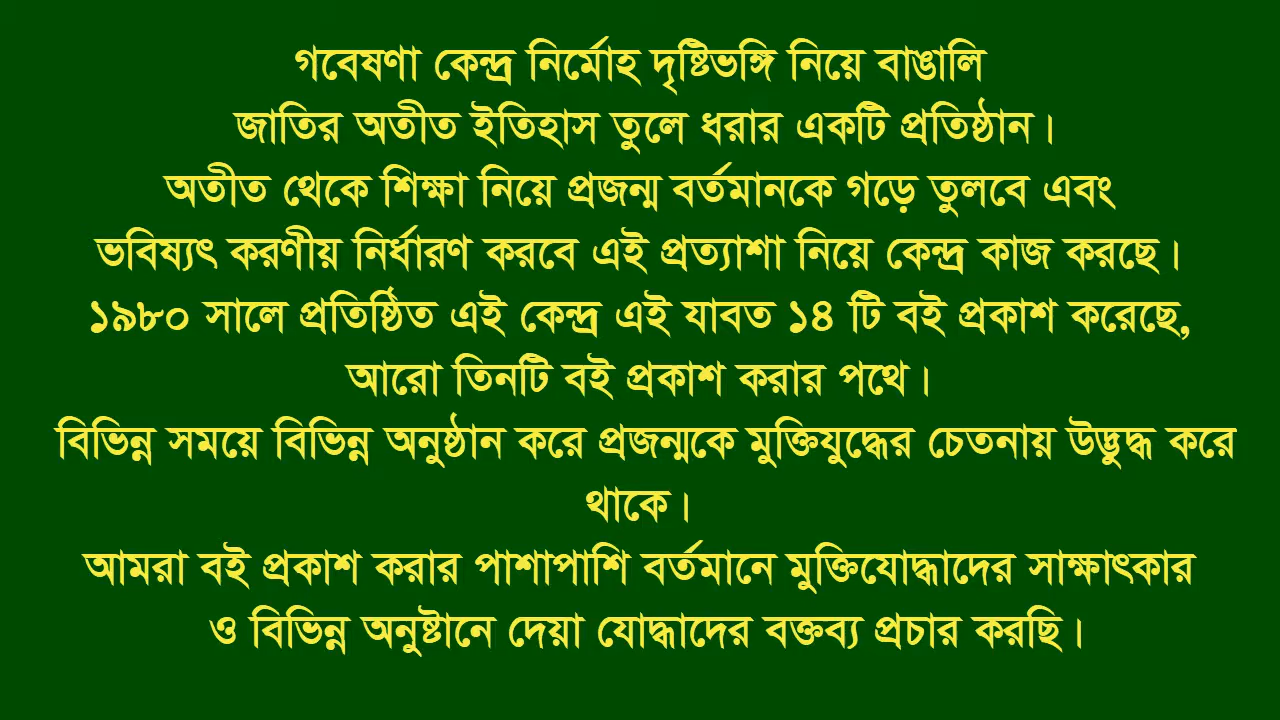 গবেষণা কেন্দ্র নির্মোহ দৃষ্টিভঙ্গি নিয়ে বাঙালি
জাতির অতীত ইতিহাস তুলে ধরার একটি প্রতিষ্ঠান।
অতীত থেকে শিক্ষা নিয়ে প্রজন্ম বর্তমানকে গড়ে তুলবে এবং
ভবিষ্যৎ করণীয় নির্ধারণ করবে এই প্রত্যাশা নিয়ে কেন্দ্র কাজ করছে।
১৯৮০ সালে প্রতিষ্ঠিত এই কেন্দ্র এই যাবত ১৪ টি বই প্রকাশ করেছে,
আরো তিনটি বই প্রকাশ করার পথে।
বিভিন্ন সময়ে বিভিন্ন অনুষ্ঠান করে প্রজন্মকে মুক্তিযুদ্ধের চেতনায় উদ্ভুদ্ধ করে
থাকে।
আমরা বই প্রকাশ করার পাশাপাশি বর্তমানে মুক্তিযোদ্ধাদের সাক্ষাৎকার
ও বিভিন্ন অনুষ্টানে দেয়া যোদ্ধাদের বক্তব্য প্রচার করছি।